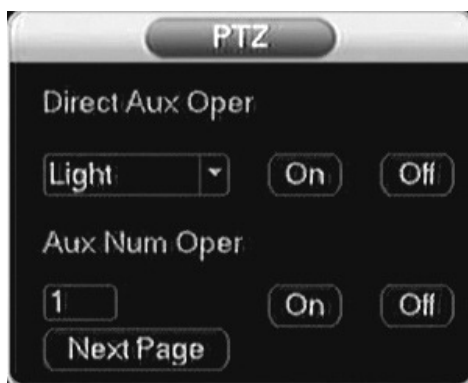 PTZ
Direct Aux Oper
Light On Off
Aux Num Oper
1 On Off
Next Page